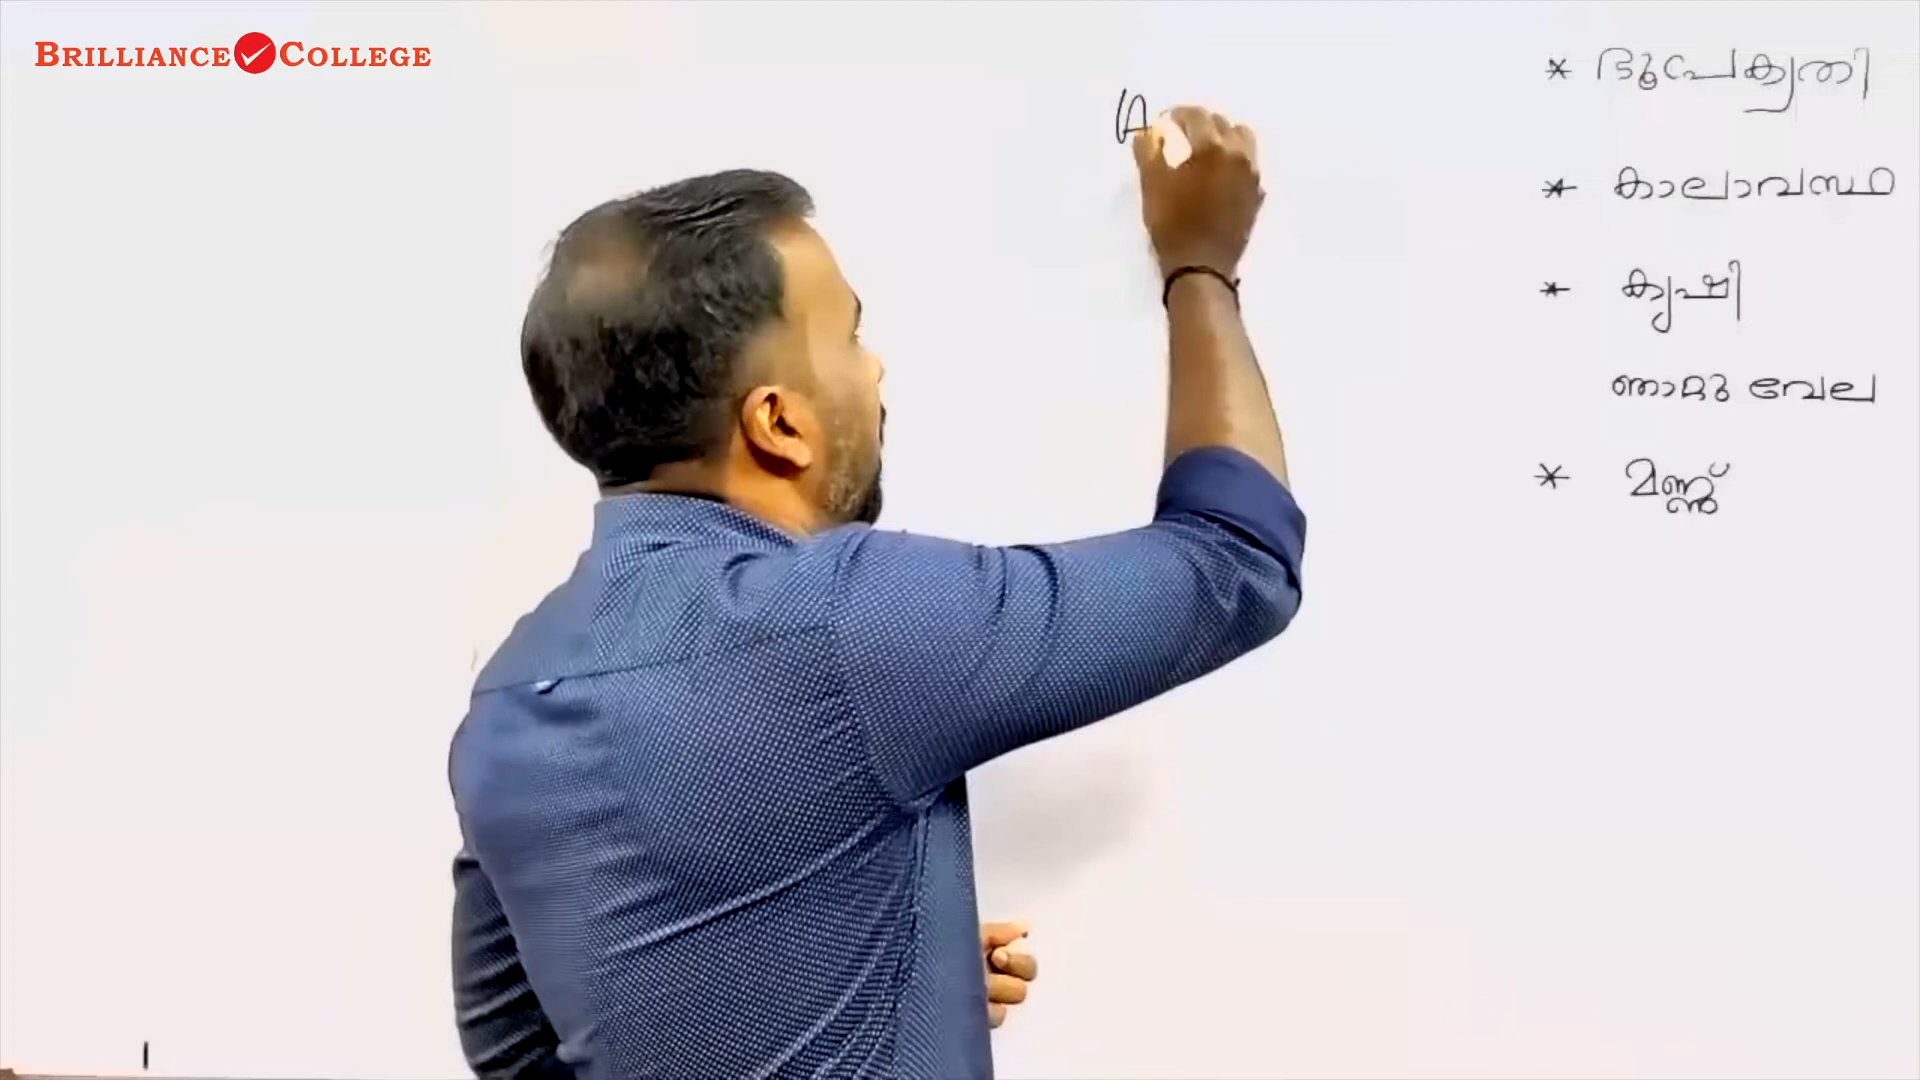 BRILLIANCE COLLEGE
* ഭൂപ്രകൃതി
* കാലാവസ്ഥ
* കൃഷി
ഞാറ്റു വേല
* മണ്ണ്